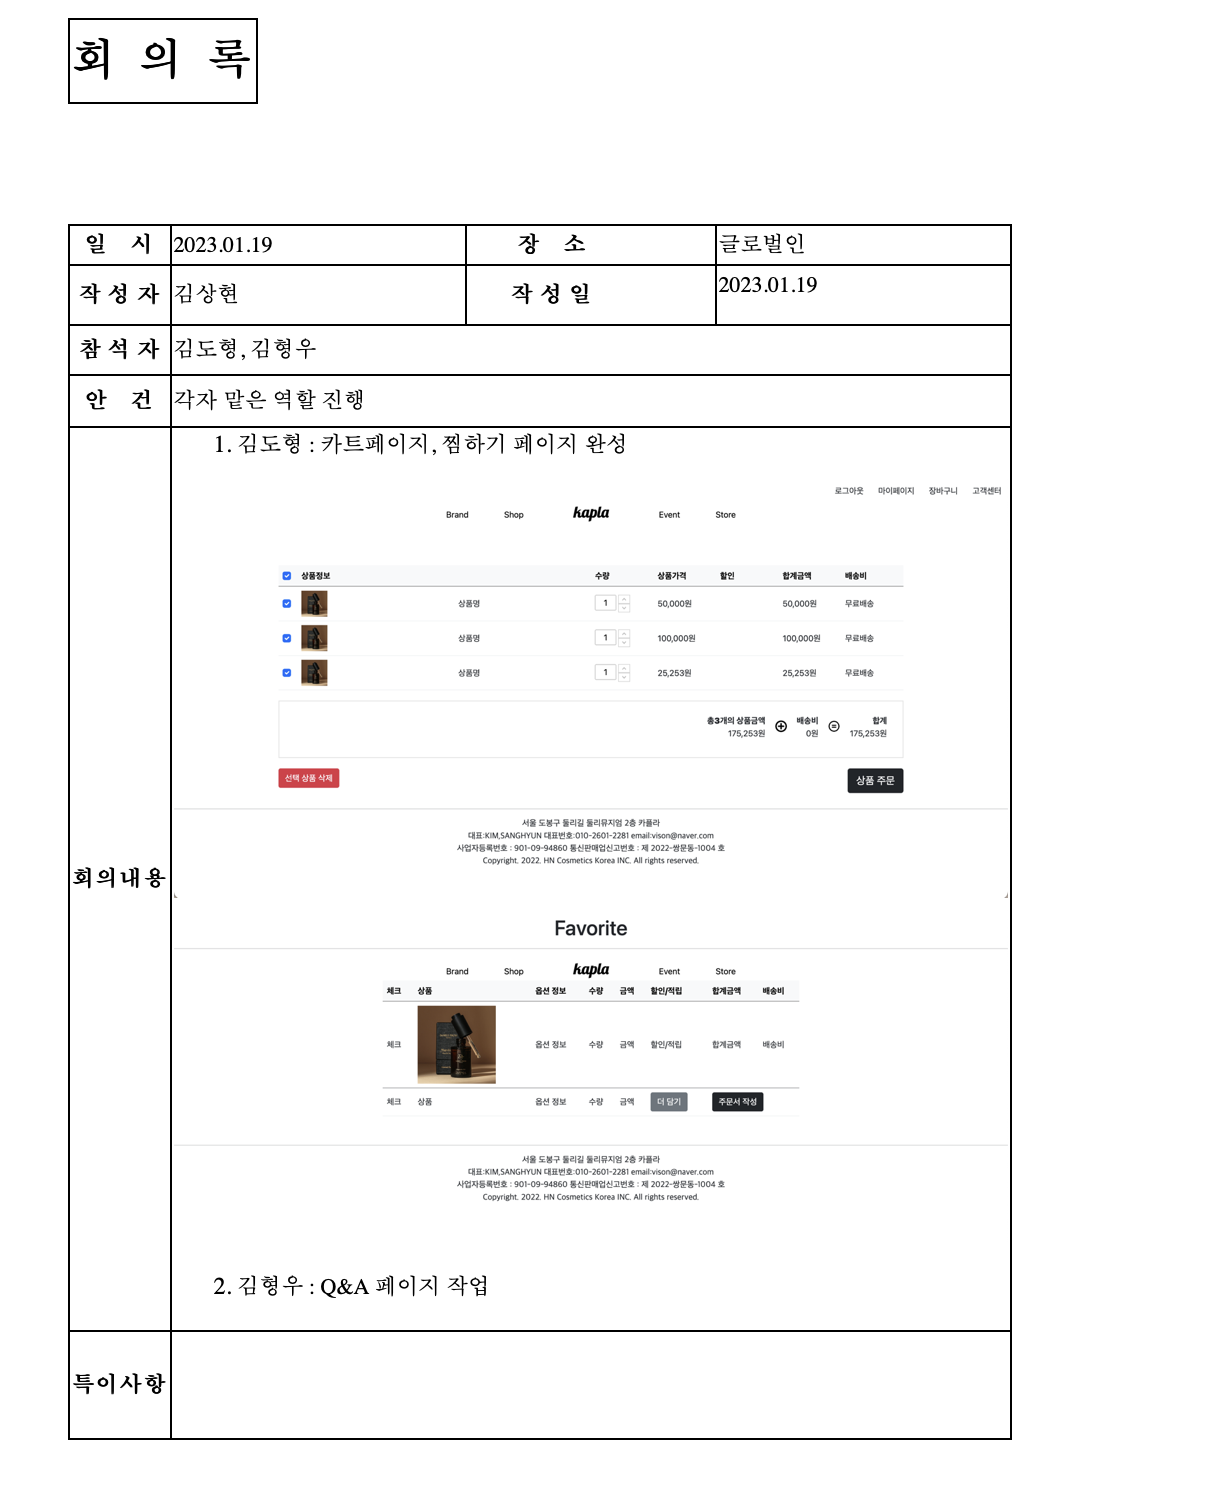 회 의 록
일 시 2023.01.19 장 소 글로벌인
작 성 자 김상현 작 성 일 2023.01.19
참 석 자 김도형, 김형우
안 건 각자 맡은 역할 진행
회의내용
1. 김도형 : 카트페이지, 찜하기 페이지 완성
로그아웃 마이페이지 장바구니 고객센터
Brand Shop kapla Event Store
상품정보 수량 상품가격 할인 합계금액 배송비
상품명 1 50,000원 50,000원 무료배송
상품명 1 100,000원 100,000원 무료배송
상품명 1 25,253원 25,253원 무료배송
총3개의 상품금액 배송비 합계
175,253원 0원 175,253원
선택 상품 삭제 상품 주문
서울 도봉구 둘리길 둘리뮤지엄 2층 카플라
대표:KIM,SANGHYUN 대표번호:010-2601-2281 email:vison@naver.com
사업자등록번호 : 901-09-94860 통신판매업신고번호 : 제 2022-쌍문동-1004 호
Copyright. 2022. HN Cosmetics Korea INC. All rights reserved.
Favorite
Brand Shop kapla Event Store
체크 상품 옵션 정보 수량 금액 할인/적립 합계금액 배송비
체크 옵션 정보 수량 금액 할인/적립 합계금액 배송비
체크 상품 옵션 정보 수량 금액 더 담기 주문서 작성
서울 도봉구 둘리길 둘리뮤지엄 2층 카플라
대표:KIM,SANGHYUN 대표번호:010-2601-2281 email:vison@naver.com
사업자등록번호 : 901-09-94860 통신판매업신고번호 : 제 2022-쌍문동-1004 호
Copyright. 2022. HN Cosmetics Korea INC. All rights reserved.
2. 김형우 : Q&A 페이지 작업
특이사항